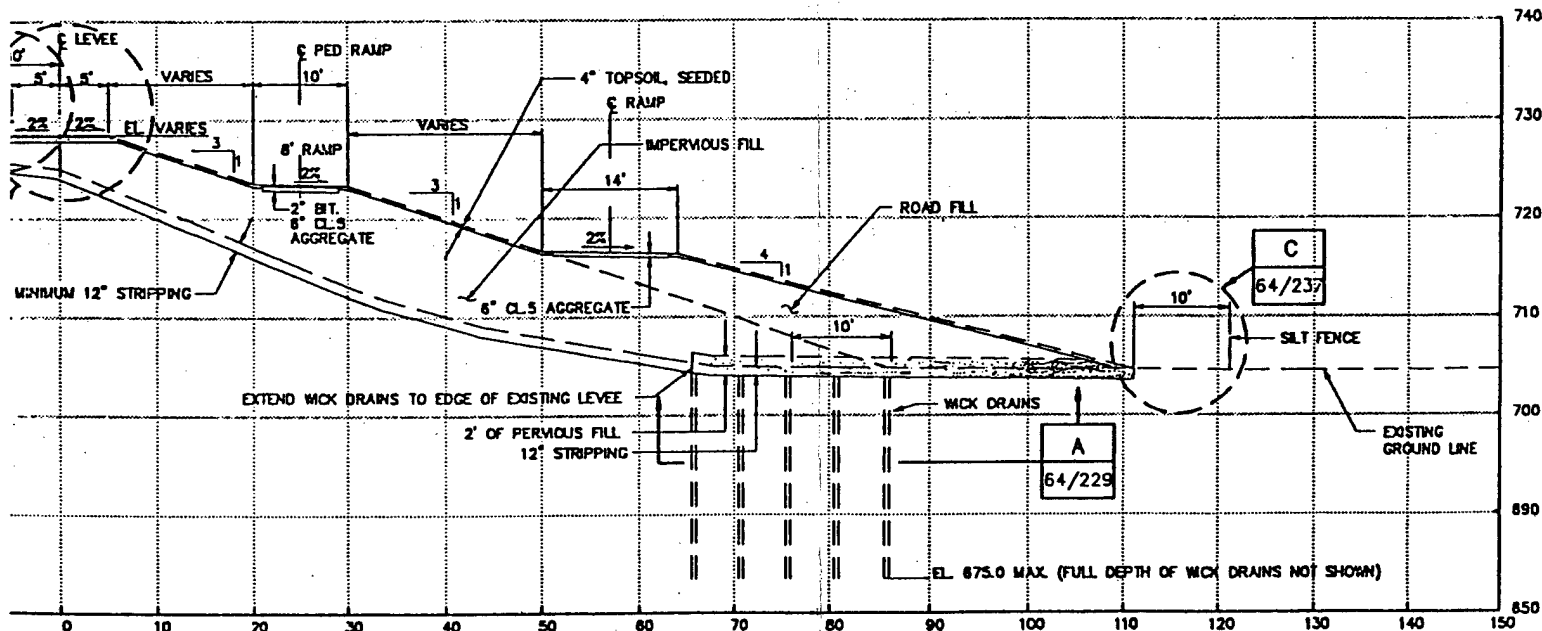 740
℄ LEVEE
0'
℄ PED RAMP
5'
5'
VARIES
10'
4" TOPSOIL, SEEDED
℄ RAMP
730
2%
2%
EL. VARIES
VARIES
IMPERVIOUS FILL
3
1
8' RAMP
2%
3
1
14'
2" BIT.
6" CL.5
AGGREGATE
ROAD FILL
720
2%
4
1
C
64/237
MINIMUM 12" STRIPPING
6" CL.5 AGGREGATE
10'
710
10'
SILT FENCE
EXTEND WICK DRAINS TO EDGE OF EXISTING LEVEE
WICK DRAINS
700
2' OF PERVIOUS FILL
12" STRIPPING
A
64/229
EXISTING
GROUND LINE
690
EL. 675.0 MAX. (FULL DEPTH OF WICK DRAINS NOT SHOWN)
0 10 20 30 40 50 60 70 80 90 100 110 120 130 140 150